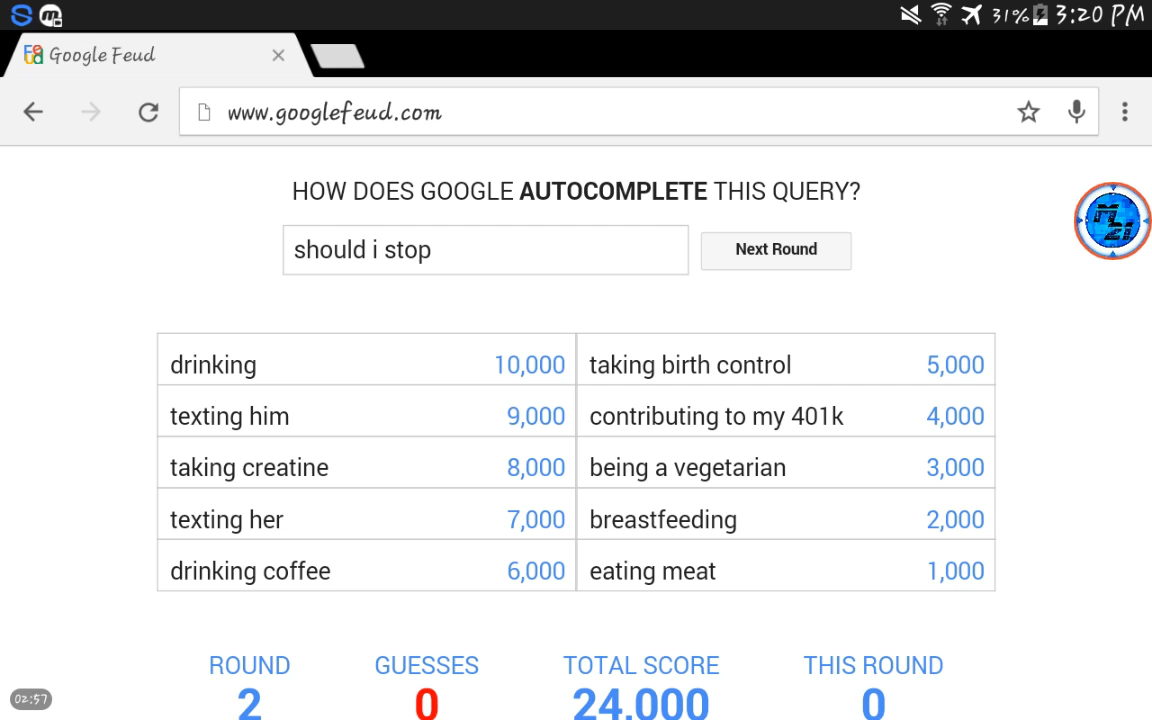 31% 3:20 PM
Google Feud
www.googlefeud.com
HOW DOES GOOGLE AUTOCOMPLETE THIS QUERY?
should i stop
Next Round
drinking 10,000
texting him 9,000
taking creatine 8,000
texting her 7,000
drinking coffee 6,000
taking birth control 5,000
contributing to my 401k 4,000
being a vegetarian 3,000
breastfeeding 2,000
eating meat 1,000
ROUND GUESSES TOTAL SCORE THIS ROUND
2 0 24,000 0
02:57
M21